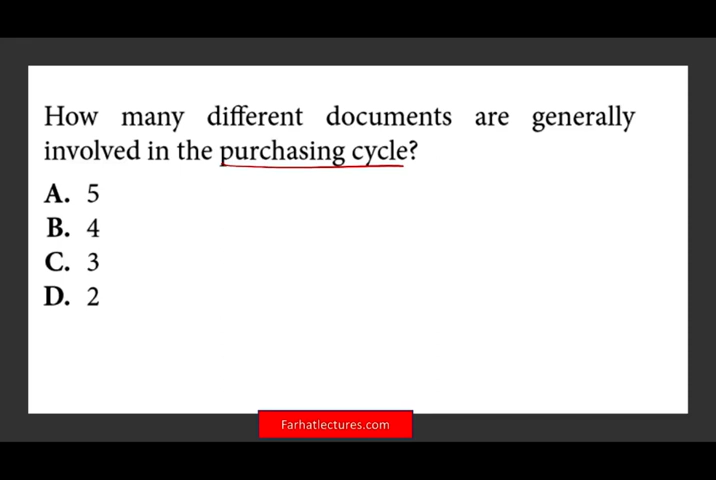 How many different documents are generally
involved in the purchasing cycle?
A. 5
B. 4
C. 3
D. 2
Farhatlectures.com